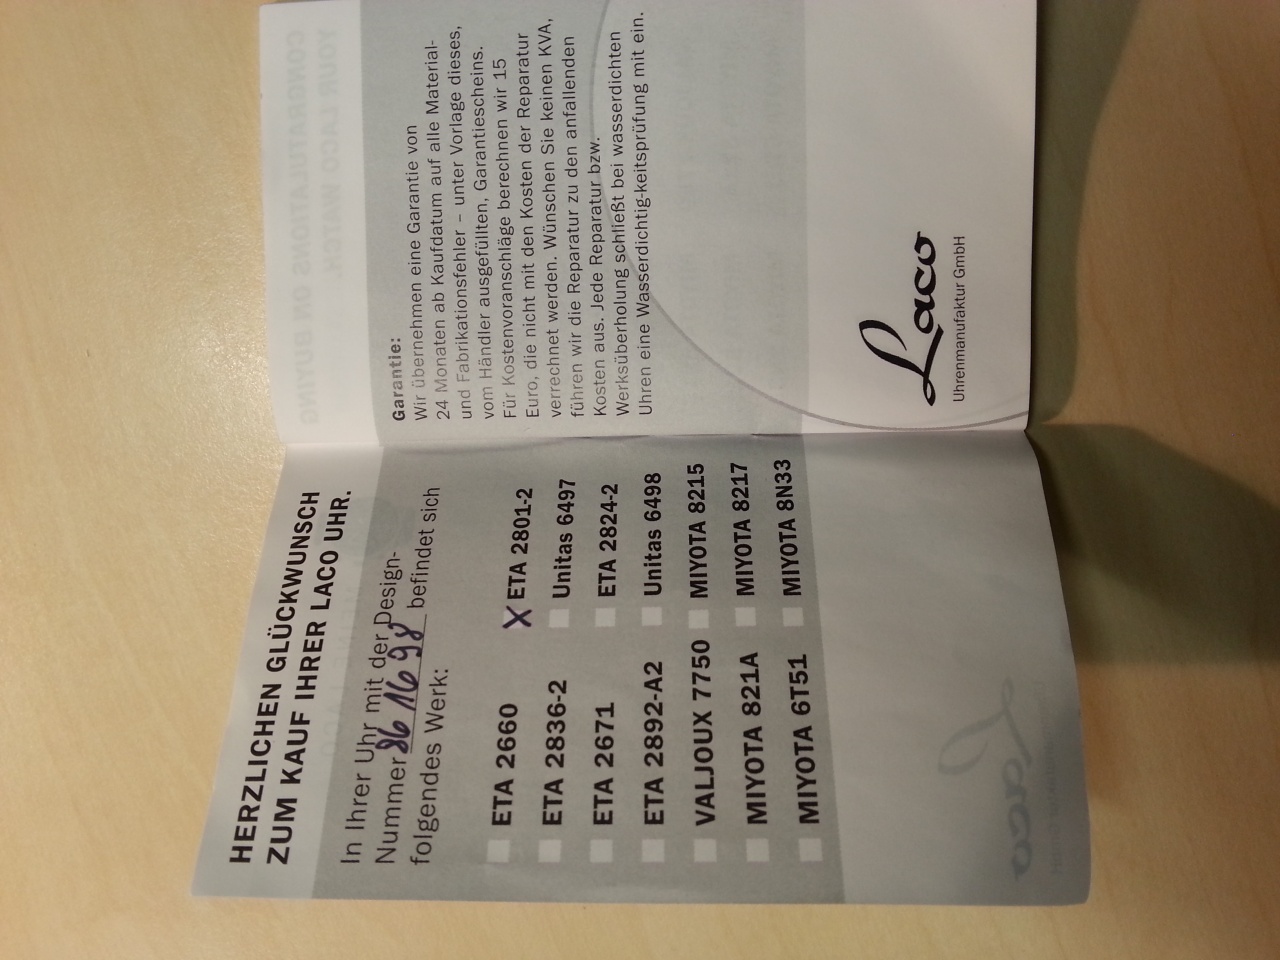 HERZLICHEN GLÜCKWUNSCH
ZUM KAUF IHRER LACO UHR.
In Ihrer Uhr mit der Design-
Nummer 86 16 98 befindet sich
folgendes Werk:
ETA 2660
X ETA 2801-2
ETA 2836-2
Unitas 6497
ETA 2671
ETA 2824-2
ETA 2892-A2
Unitas 6498
VALJOUX 7750
MIYOTA 8215
MIYOTA 821A
MIYOTA 8217
MIYOTA 6T51
MIYOTA 8N33
Garantie:
Wir übernehmen eine Garantie von
24 Monaten ab Kaufdatum auf alle Material-
und Fabrikationsfehler – unter Vorlage dieses,
vom Händler ausgefüllten, Garantiescheins.
Für Kostenvoranschläge berechnen wir 15
Euro, die nicht mit den Kosten der Reparatur
verrechnet werden. Wünschen Sie keinen KVA,
führen wir die Reparatur zu den anfallenden
Kosten aus. Jede Reparatur bzw.
Werksüberholung schließt bei wasserdichten
Uhren eine Wasserdichtig-keitsprüfung mit ein.
Laco
Uhrenmanufaktur GmbH